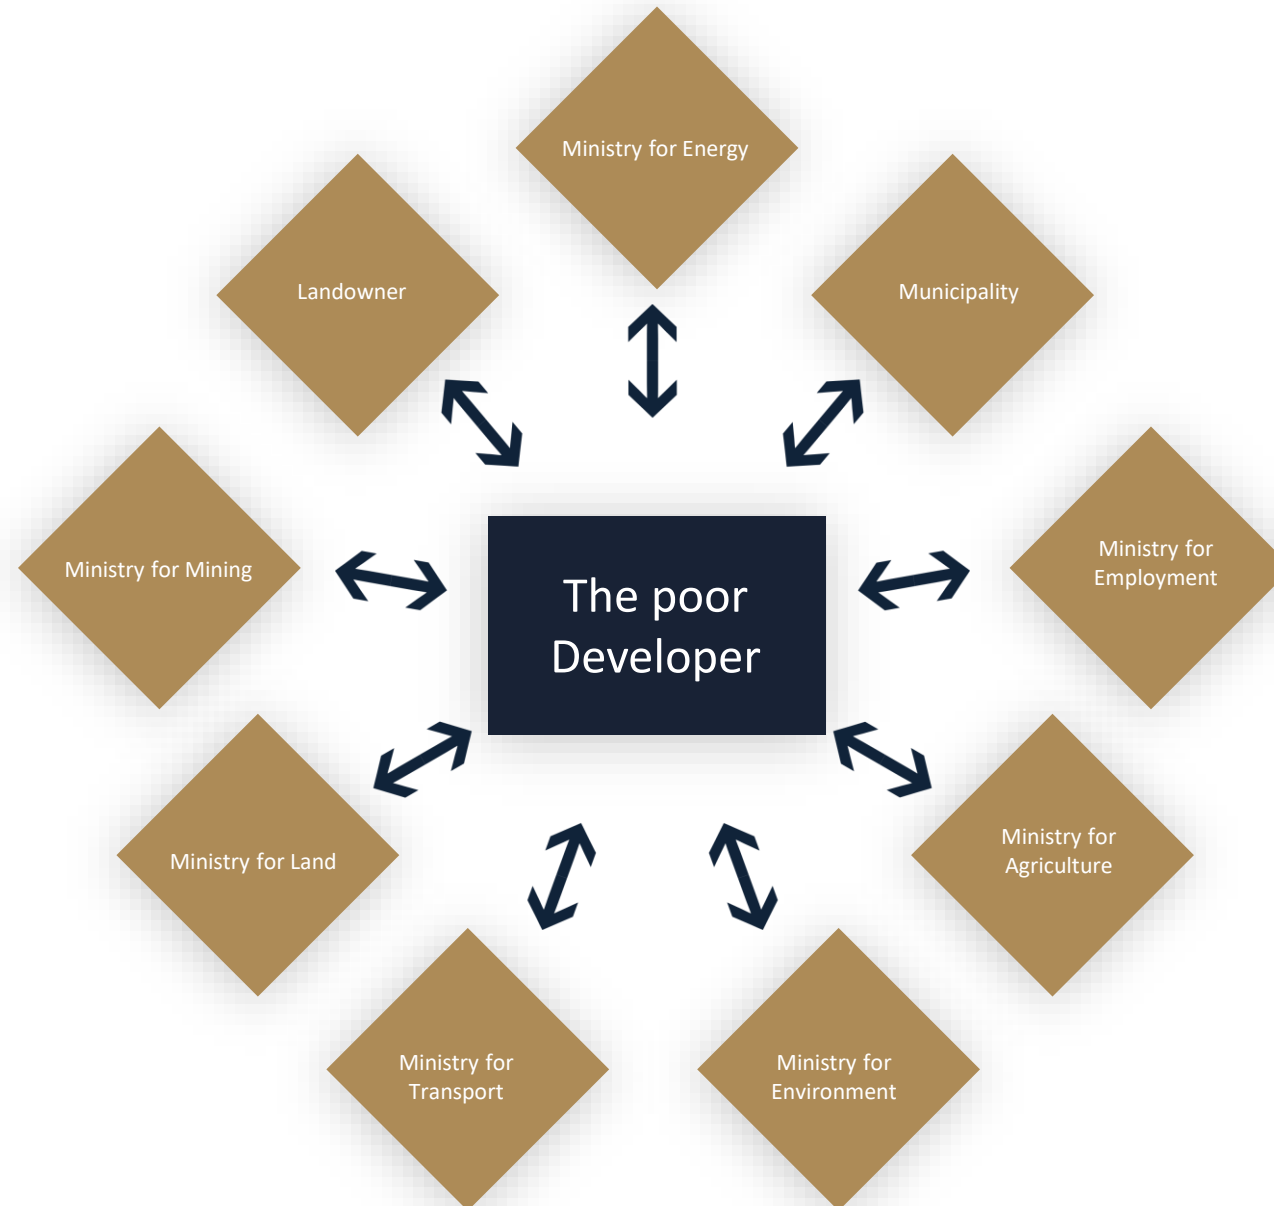 Ministry for Energy
Landowner
Municipality
Ministry for
Employment
Ministry for Mining
The poor
Developer
Ministry for
Agriculture
Ministry for Land
Ministry for
Transport
Ministry for
Environment